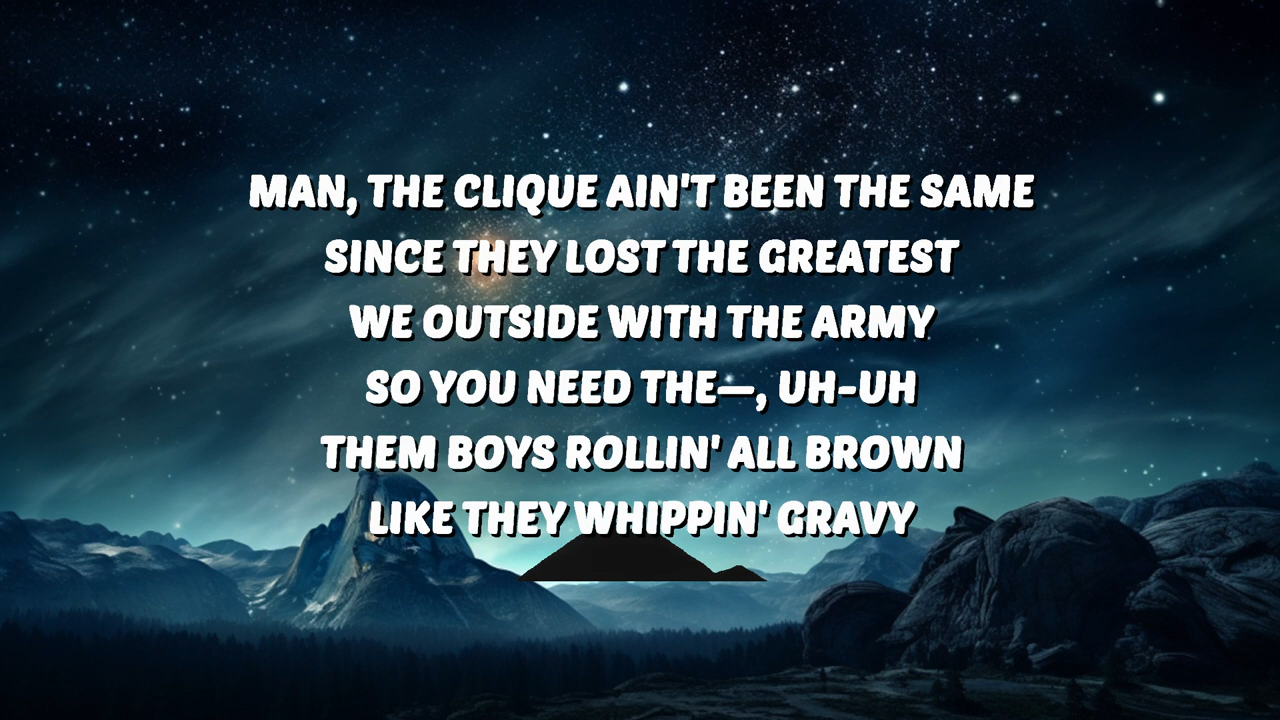 MAN, THE CLIQUE AIN'T BEEN THE SAME
SINCE THEY LOST THE GREATEST
WE OUTSIDE WITH THE ARMY
SO YOU NEED THE—, UH-UH
THEM BOYS ROLLIN' ALL BROWN
LIKE THEY WHIPPIN' GRAVY